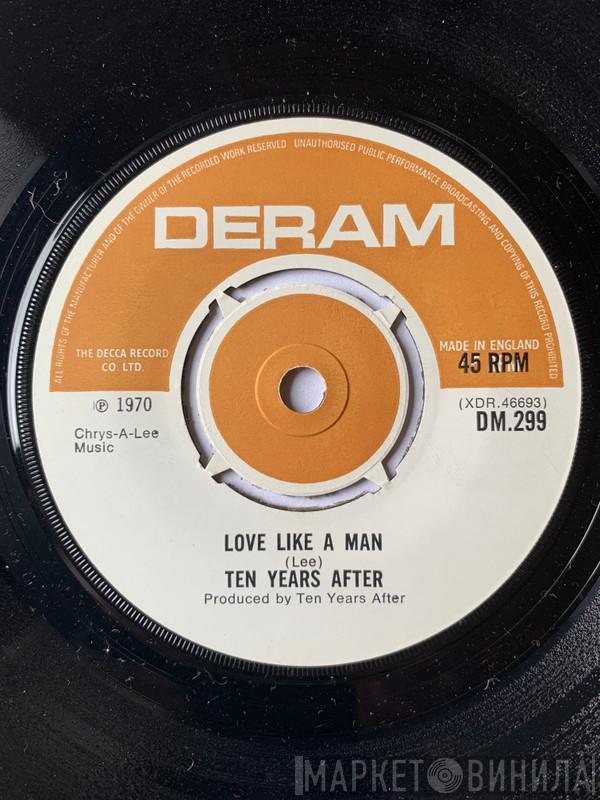 ALL RIGHTS OF THE MANUFACTURER AND OF THE OWNER OF THE RECORDED WORK RESERVED UNAUTHORISED PUBLIC PERFORMANCE BROADCASTING AND COPYING OF THIS RECORD PROHIBITED
DERAM
THE DECCA RECORD
CO. LTD.
MADE IN ENGLAND
45 RPM
℗ 1970
(XDR.46693)
DM.299
Chrys-A-Lee
Music
LOVE LIKE A MAN
(Lee)
TEN YEARS AFTER
Produced by Ten Years After
МАРКЕТ ВИНИЛА